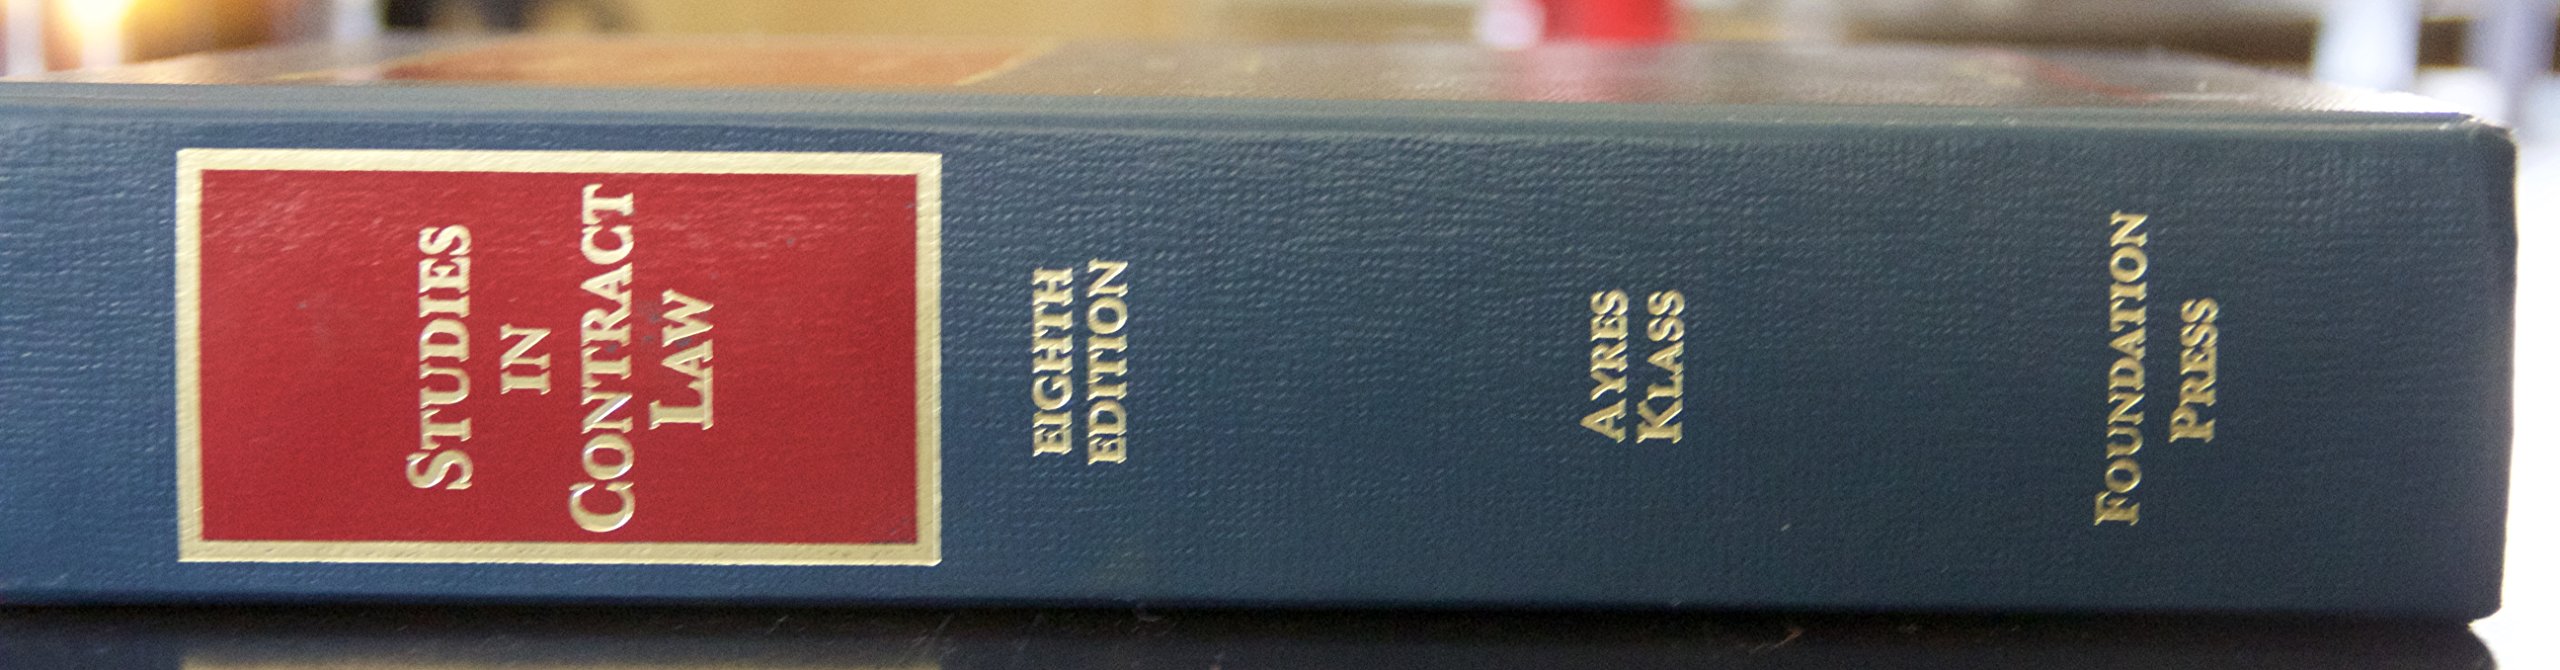 STUDIES
IN
CONTRACT
LAW
EIGHTH
EDITION
AYRES
KLASS
FOUNDATION
PRESS